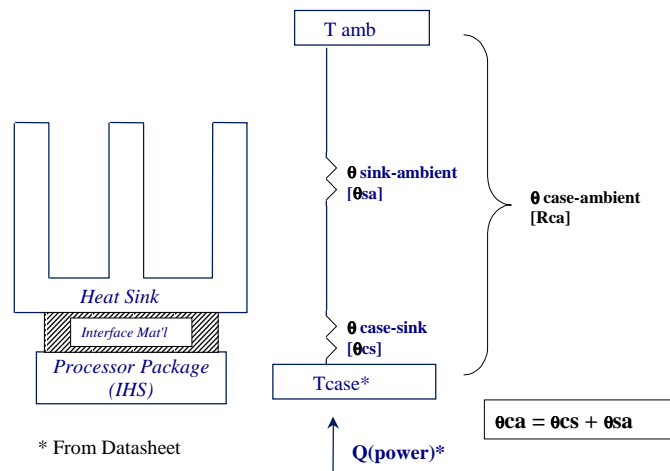 T amb
θ sink-ambient
[θsa]
θ case-ambient
[Rca]
Heat Sink
Interface Mat'l
Processor Package
(IHS)
θ case-sink
[θcs]
Tcase*
θca = θcs + θsa
* From Datasheet
Q(power)*